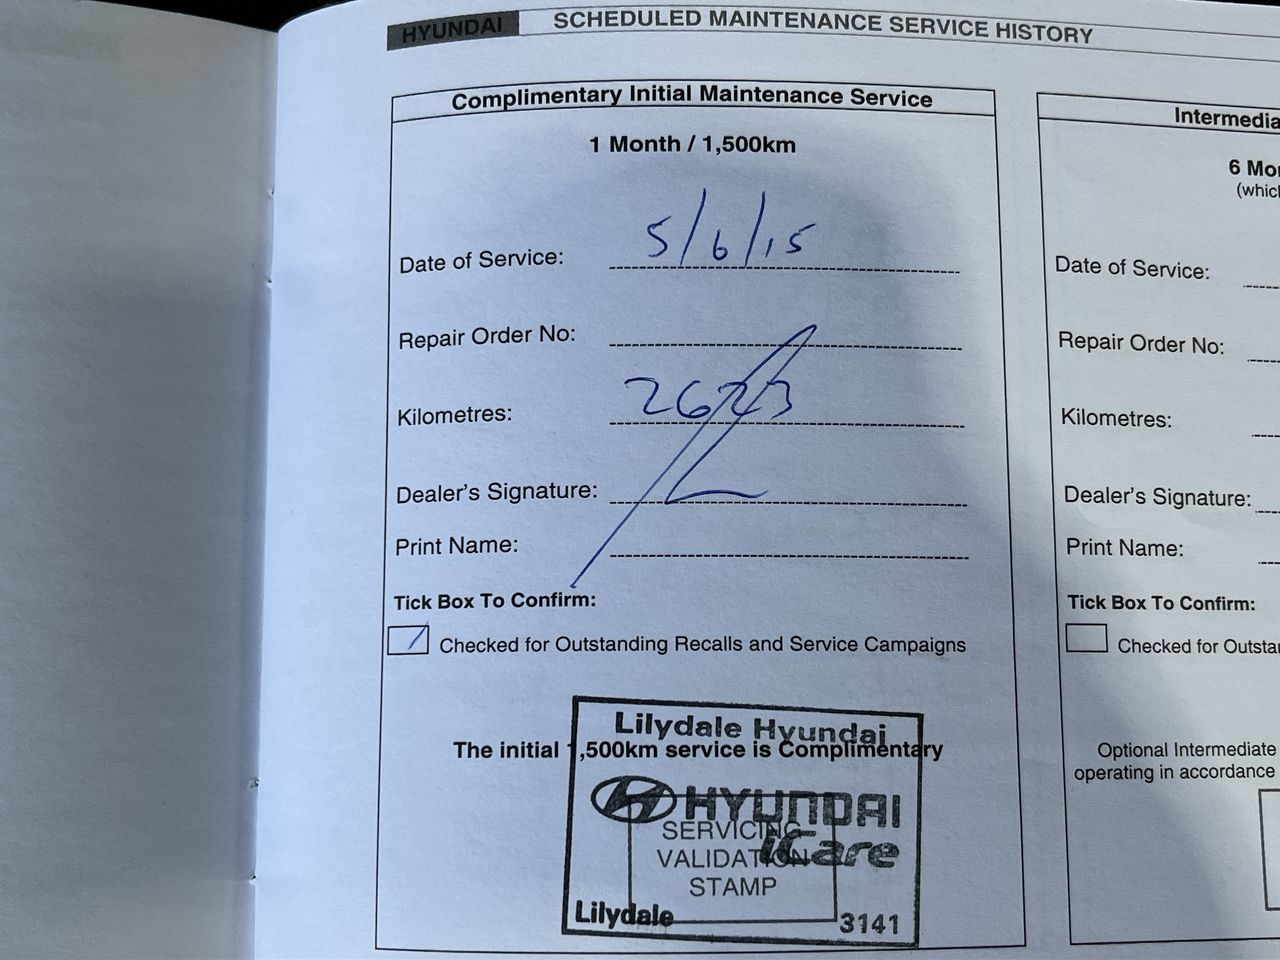 HYUNDAI SCHEDULED MAINTENANCE SERVICE HISTORY
Complimentary Initial Maintenance Service
1 Month / 1,500km
Date of Service: 5/6/15
Repair Order No:
Kilometres: 2623
Dealer's Signature:
Print Name:
Tick Box To Confirm:
Checked for Outstanding Recalls and Service Campaigns
Lilydale Hyundai
The initial 1,500km service is Complimentary
HYUNDAI
iCare
SERVICING
VALIDATION
STAMP
Lilydale 3141
Intermedia
6 Mo
(whic
Date of Service:
Repair Order No:
Kilometres:
Dealer's Signature:
Print Name:
Tick Box To Confirm:
Checked for Outsta
Optional Intermediate
operating in accordance